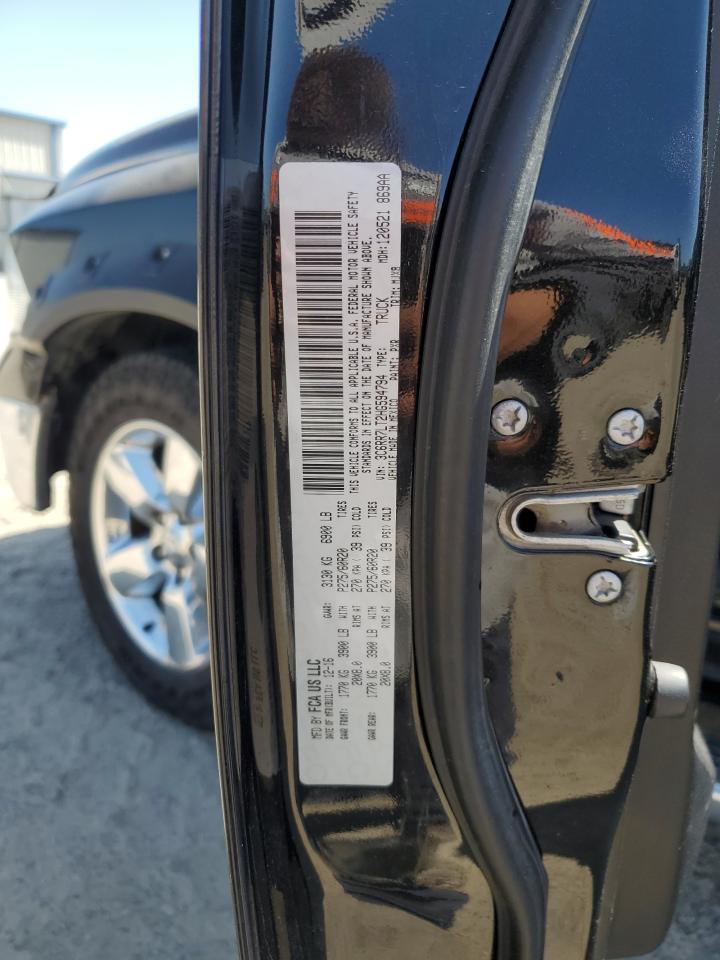 MFD BY FCA US LLC
DATE OF MFR(BUILT): 12-16 GVWR: 3130 KG 6900 LB
GAWR FRONT: 1770 KG 3900 LB WITH P275/60R20 TIRES
20X8.0 RIMS AT 270 KPA ( 39 PSI) COLD
GAWR REAR: 1770 KG 3900 LB WITH P275/60R20 TIRES
20X8.0 RIMS AT 270 KPA ( 39 PSI) COLD
THIS VEHICLE CONFORMS TO ALL APPLICABLE U.S.A. FEDERAL MOTOR VEHICLE SAFETY
STANDARDS IN EFFECT ON THE DATE OF MANUFACTURE SHOWN ABOVE.
VIN: 3C6RR7LT2HG594794 TYPE: TRUCK MDH:120521 869AA
VEHICLE MADE IN MEXICO PAINT: PXR TRIM: M1X8